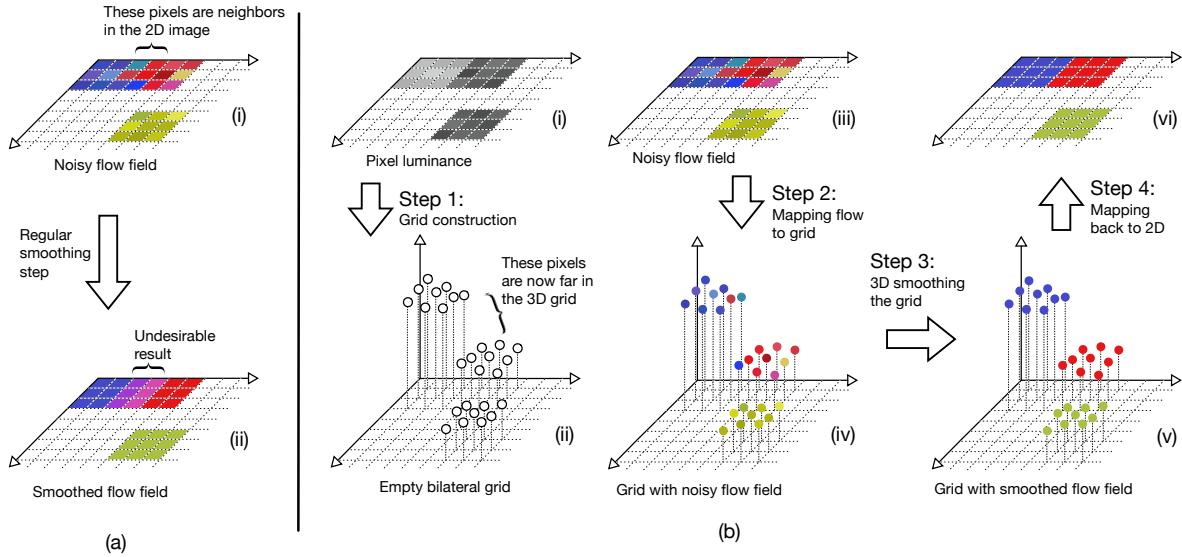 These pixels are neighbors
in the 2D image
(i)
Noisy flow field
Regular
smoothing
step
Undesirable
result
(ii)
Smoothed flow field
(a)
(i)
Pixel luminance
Step 1:
Grid construction
These pixels
are now far in
the 3D grid
(ii)
Empty bilateral grid
(iii)
Noisy flow field
Step 2:
Mapping flow
to grid
(iv)
Grid with noisy flow field
Step 3:
3D smoothing
the grid
(v)
Grid with smoothed flow field
Step 4:
Mapping
back to 2D
(vi)
(b)